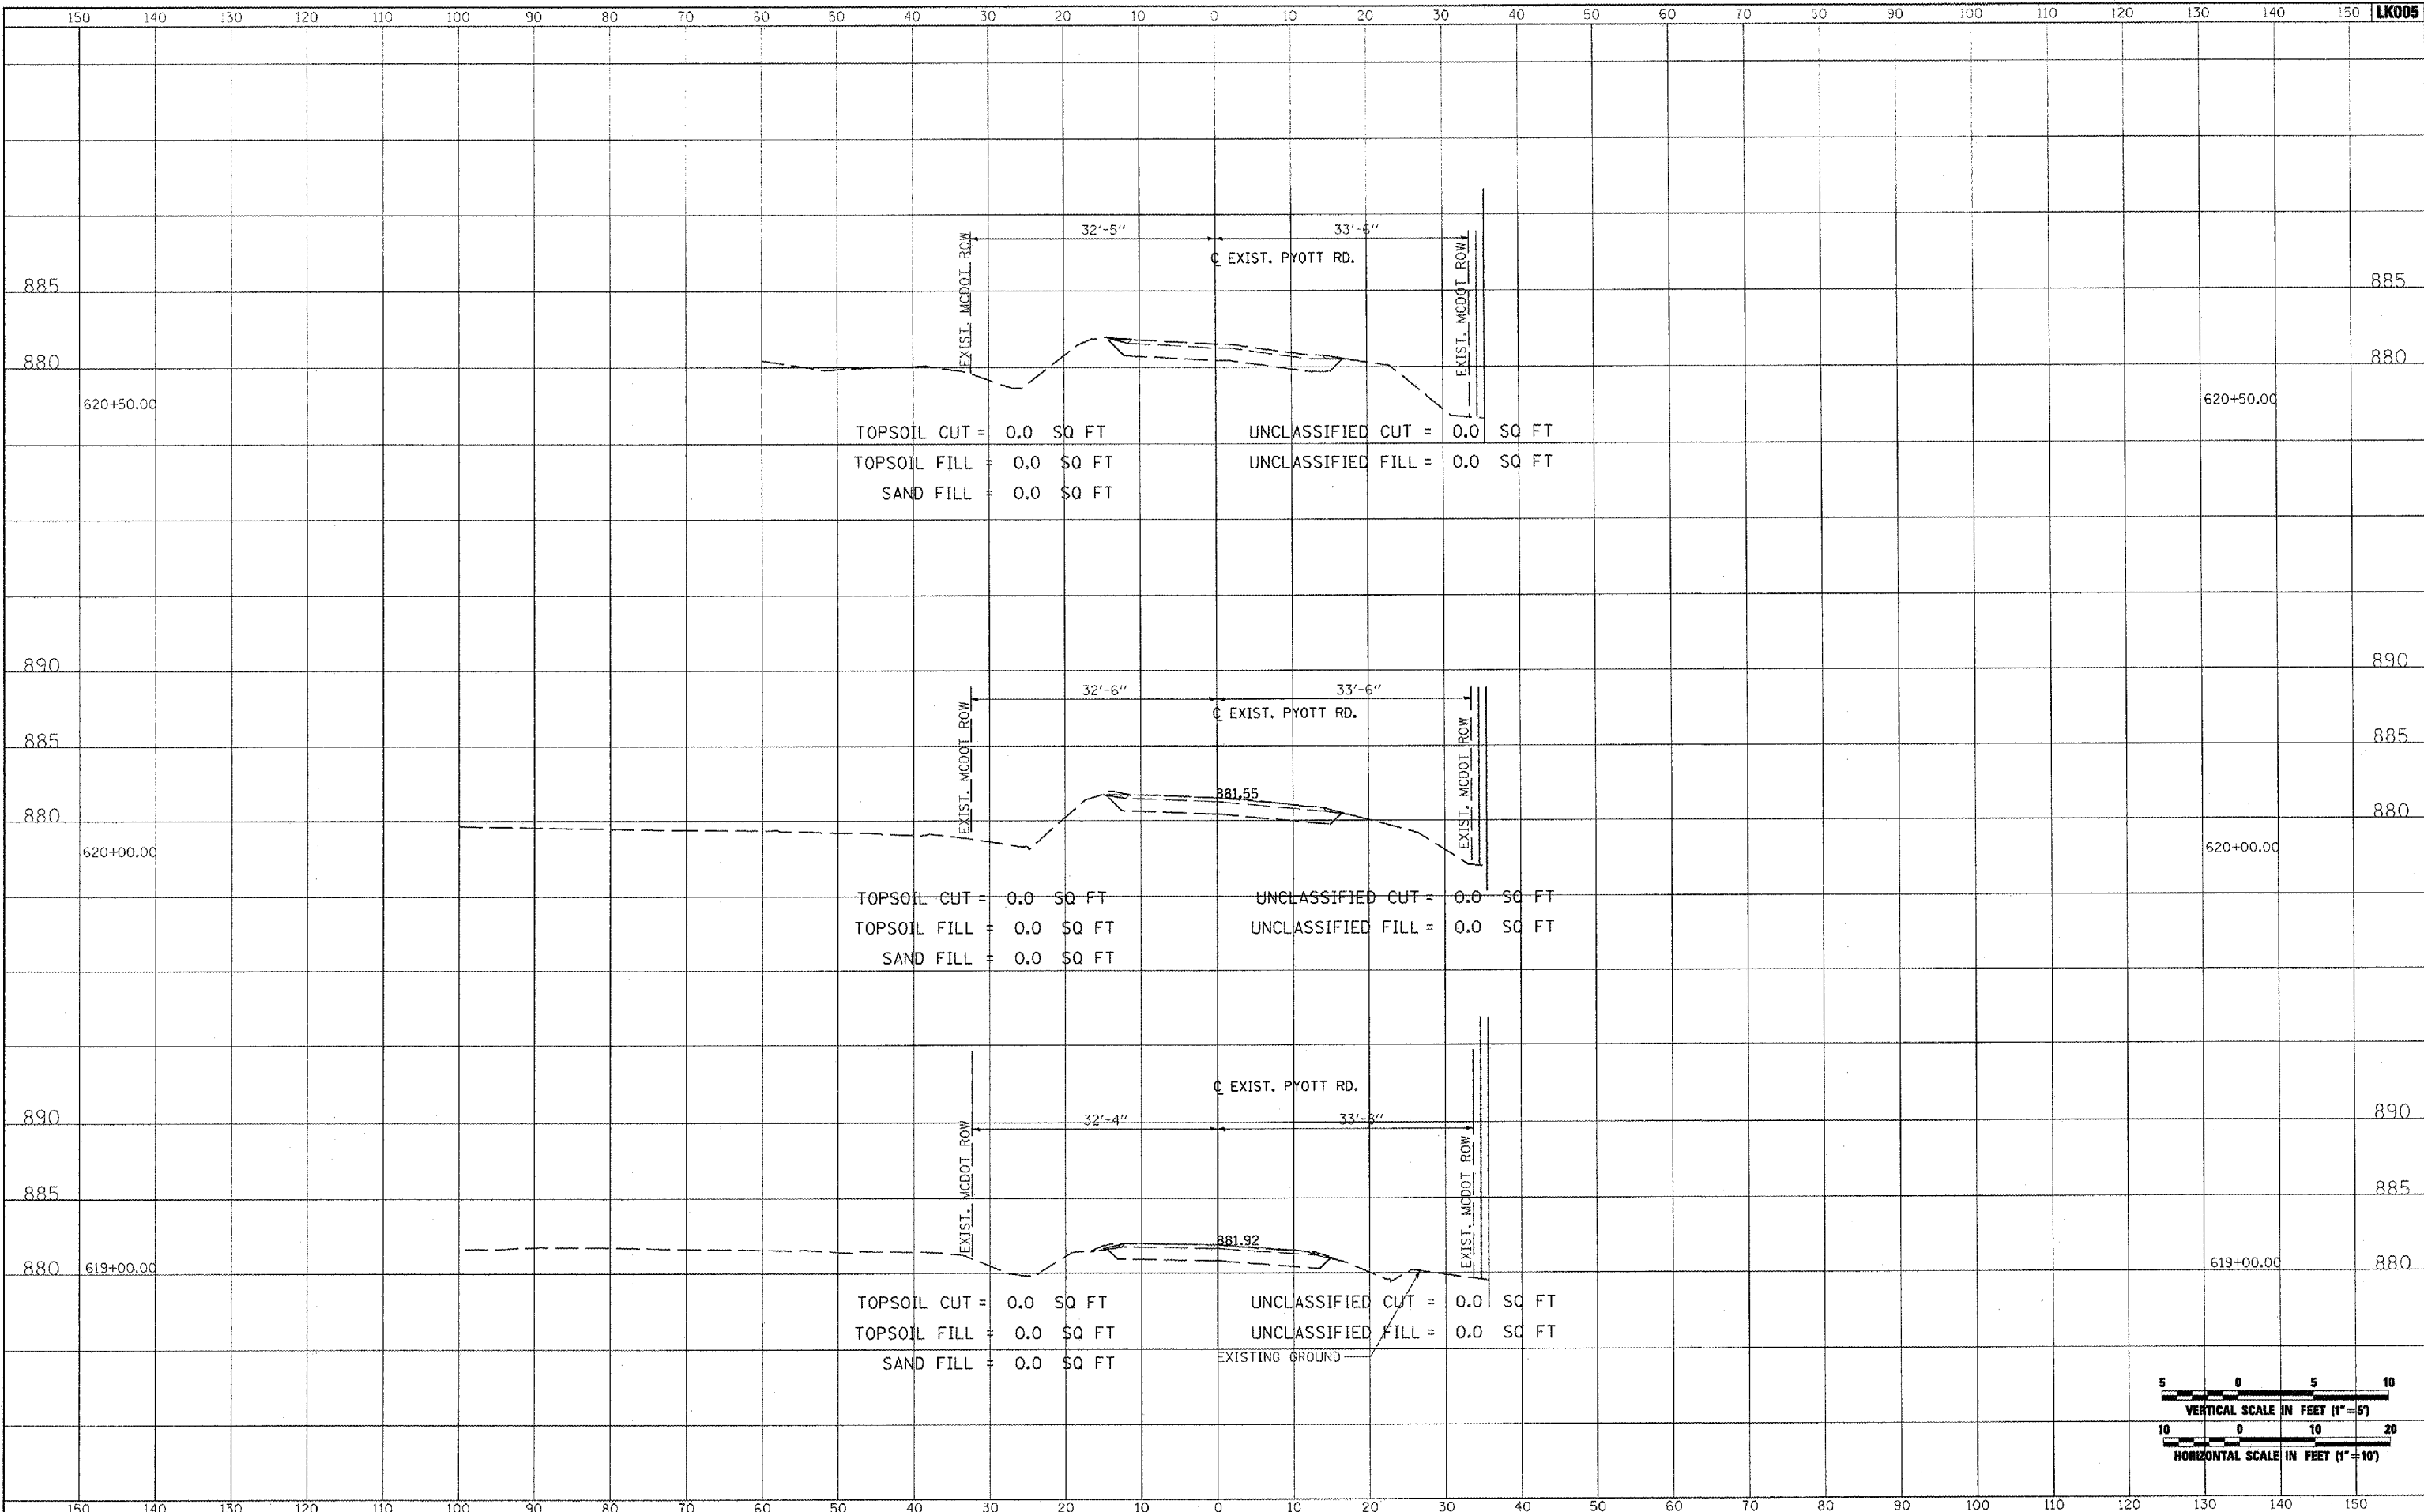 150 140 130 120 110 100 90 80 70 60 50 40 30 20 10 0 10 20 30 40 50 60 70 80 90 100 110 120 130 140 150 LK005
32'-5" 33'-6"
EXIST. MCDOT ROW
℄ EXIST. PYOTT RD.
EXIST. MCDOT ROW
885 885
880 880
620+50.00 620+50.00
TOPSOIL CUT = 0.0 SQ FT UNCLASSIFIED CUT = 0.0 SQ FT
TOPSOIL FILL = 0.0 SQ FT UNCLASSIFIED FILL = 0.0 SQ FT
SAND FILL = 0.0 SQ FT
890 890
32'-6" 33'-6"
EXIST. MCDOT ROW
℄ EXIST. PYOTT RD.
EXIST. MCDOT ROW
885 885
881.55
880 880
620+00.00 620+00.00
TOPSOIL CUT = 0.0 SQ FT UNCLASSIFIED CUT = 0.0 SQ FT
TOPSOIL FILL = 0.0 SQ FT UNCLASSIFIED FILL = 0.0 SQ FT
SAND FILL = 0.0 SQ FT
℄ EXIST. PYOTT RD.
890 890
32'-4"
EXIST. MCDOT ROW
EXIST. MCDOT ROW
885 885
881.92
880 619+00.00 619+00.00 880
TOPSOIL CUT = 0.0 SQ FT UNCLASSIFIED CUT = 0.0 SQ FT
TOPSOIL FILL = 0.0 SQ FT UNCLASSIFIED FILL = 0.0 SQ FT
SAND FILL = 0.0 SQ FT EXISTING GROUND
5 0 5 10
VERTICAL SCALE IN FEET (1"=5')
10 0 10 20
HORIZONTAL SCALE IN FEET (1"=10')
150 140 130 120 110 100 90 80 70 60 50 40 30 20 10 0 10 20 30 40 50 60 70 80 90 100 110 120 130 140 150